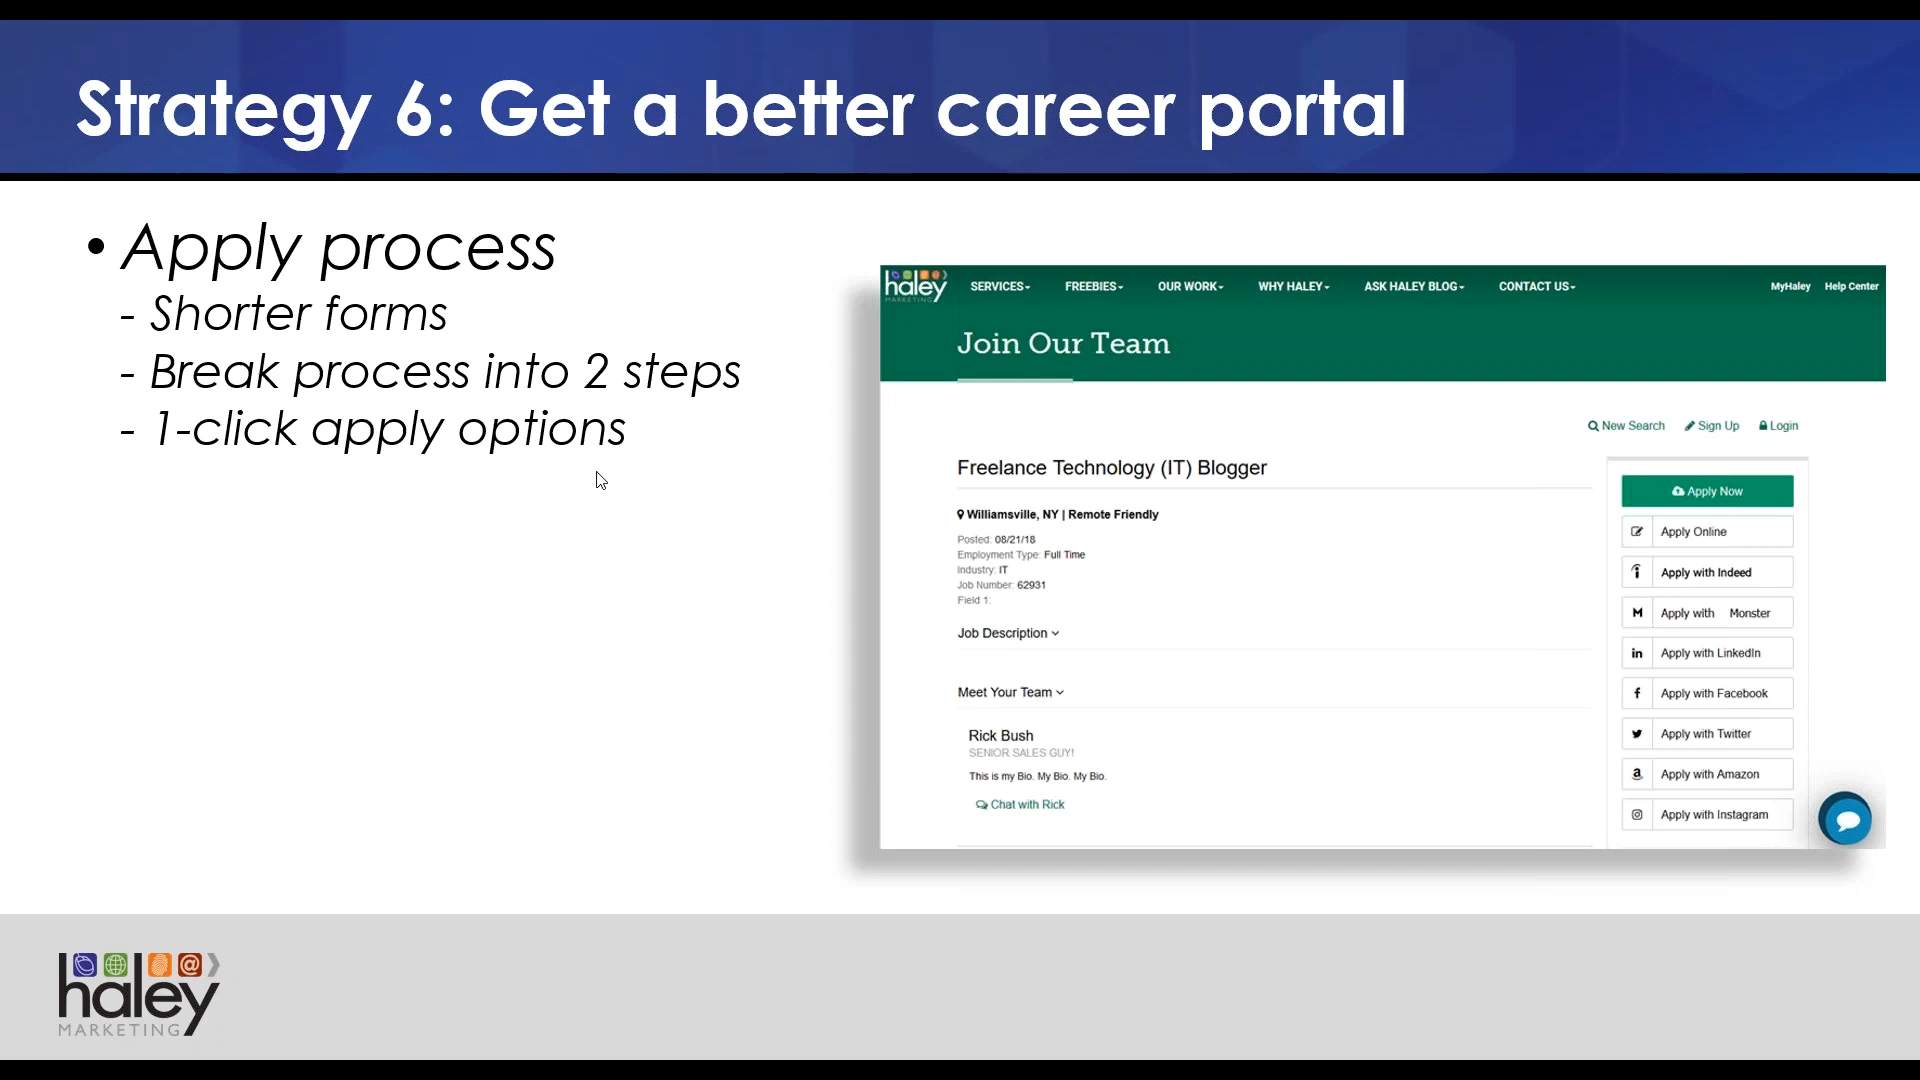 Strategy 6: Get a better career portal
• Apply process
- Shorter forms
- Break process into 2 steps
- 1-click apply options
haley
MARKETING
SERVICES FREEBIES OUR WORK WHY HALEY ASK HALEY BLOG CONTACT US MyHaley Help Center
Join Our Team
New Search Sign Up Login
Freelance Technology (IT) Blogger
Williamsville, NY | Remote Friendly
Posted: 08/21/18
Employment Type: Full Time
Industry: IT
Job Number: 62931
Field 1:
Job Description
Meet Your Team
Rick Bush
SENIOR SALES GUY!
This is my Bio. My Bio. My Bio.
Chat with Rick
Apply Now
Apply Online
Apply with Indeed
Apply with Monster
Apply with LinkedIn
Apply with Facebook
Apply with Twitter
Apply with Amazon
Apply with Instagram
haley
MARKETING